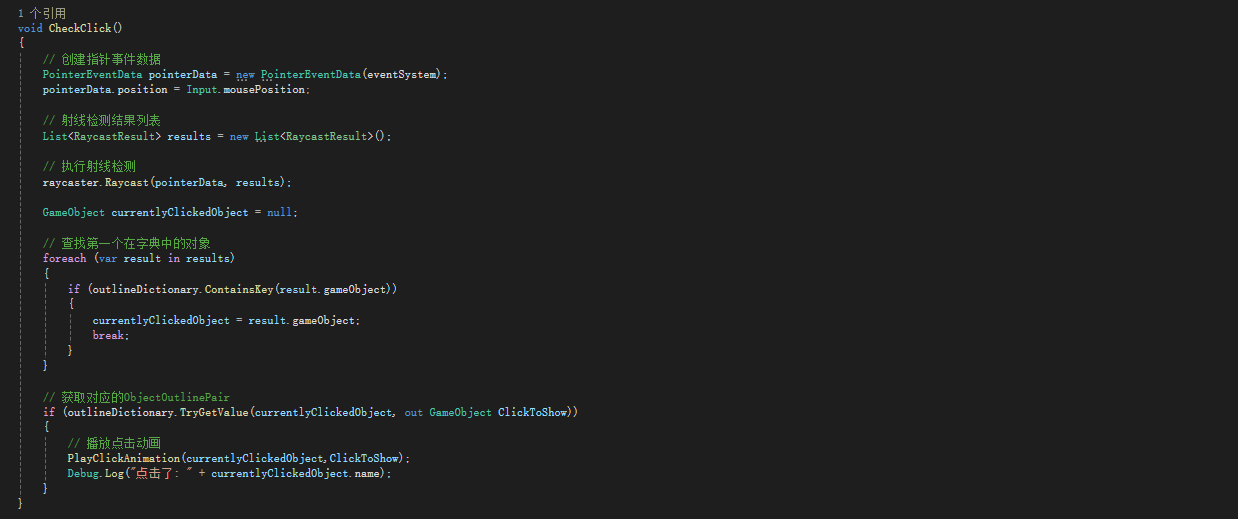 1 个引用
void CheckClick()
{
// 创建指针事件数据
PointerEventData pointerData = new PointerEventData(eventSystem);
pointerData.position = Input.mousePosition;
// 射线检测结果列表
List<RaycastResult> results = new List<RaycastResult>();
// 执行射线检测
raycaster.Raycast(pointerData, results);
GameObject currentlyClickedObject = null;
// 查找第一个在字典中的对象
foreach (var result in results)
{
if (outlineDictionary.ContainsKey(result.gameObject))
{
currentlyClickedObject = result.gameObject;
break;
}
}
// 获取对应的ObjectOutlinePair
if (outlineDictionary.TryGetValue(currentlyClickedObject, out GameObject ClickToShow))
{
// 播放点击动画
PlayClickAnimation(currentlyClickedObject,ClickToShow);
Debug.Log("点击了: " + currentlyClickedObject.name);
}
}